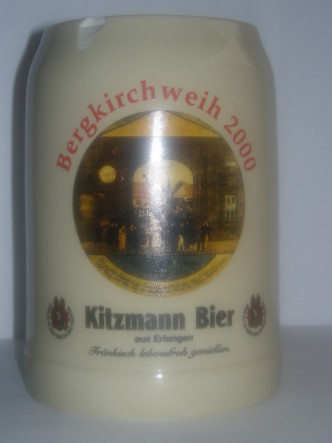 Bergkirchweih 2000
Kitzmann Bier
aus Erlangen
Fränkisch lebensfroh genießen.